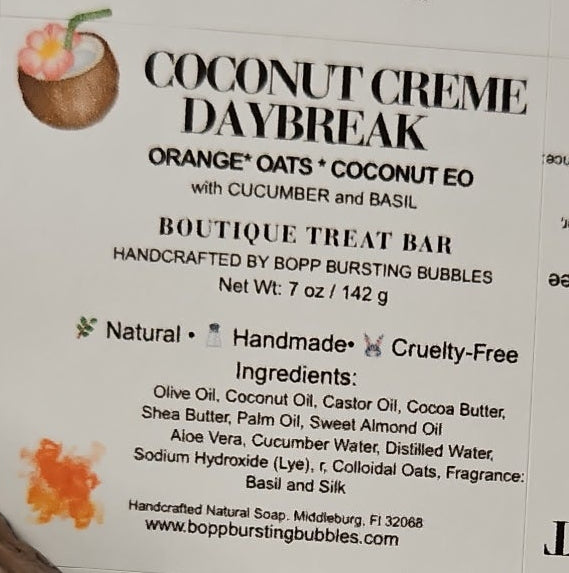 COCONUT CREME
DAYBREAK
ORANGE* OATS * COCONUT EO
with CUCUMBER and BASIL
BOUTIQUE TREAT BAR
HANDCRAFTED BY BOPP BURSTING BUBBLES
Net Wt: 7 oz / 142 g
Natural • Handmade• Cruelty-Free
Ingredients:
Olive Oil, Coconut Oil, Castor Oil, Cocoa Butter,
Shea Butter, Palm Oil, Sweet Almond Oil
Aloe Vera, Cucumber Water, Distilled Water,
Sodium Hydroxide (Lye), r, Colloidal Oats, Fragrance:
Basil and Silk
Handcrafted Natural Soap. Middleburg, Fl 32068
www.boppburstingbubbles.com